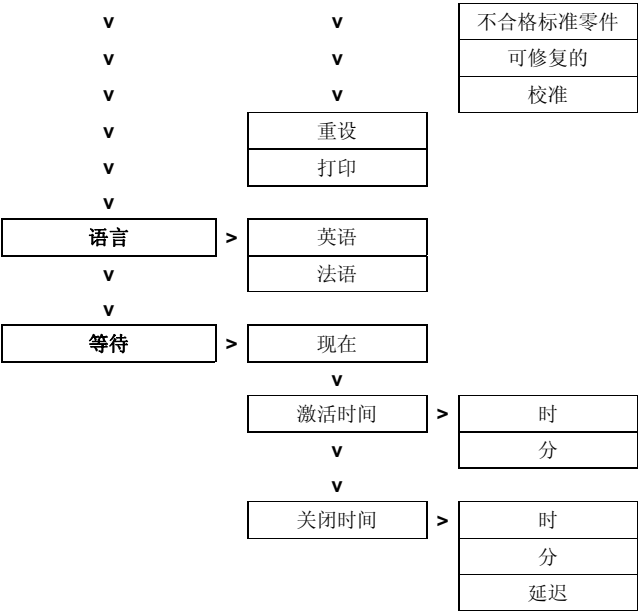 v v 不合格标准零件
v v 可修复的
v v 校准
v 重设
v 打印
v
语言 > 英语
v 法语
v
等待 > 现在
v
激活时间 > 时
v 分
v
关闭时间 > 时
分
延迟